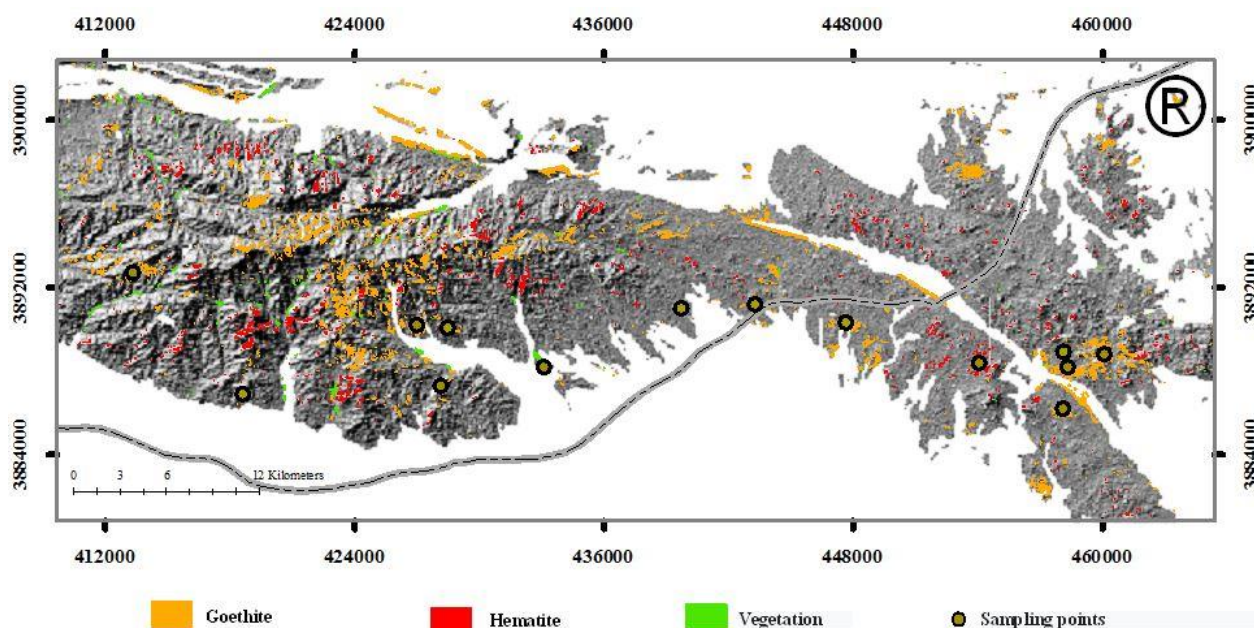 412000 424000 436000 448000 460000
®
3900000 3900000
3892000 3892000
3884000 3884000
0 3 6 12 Kilometers
412000 424000 436000 448000 460000
Goethite Hematite Vegetation Sampling points